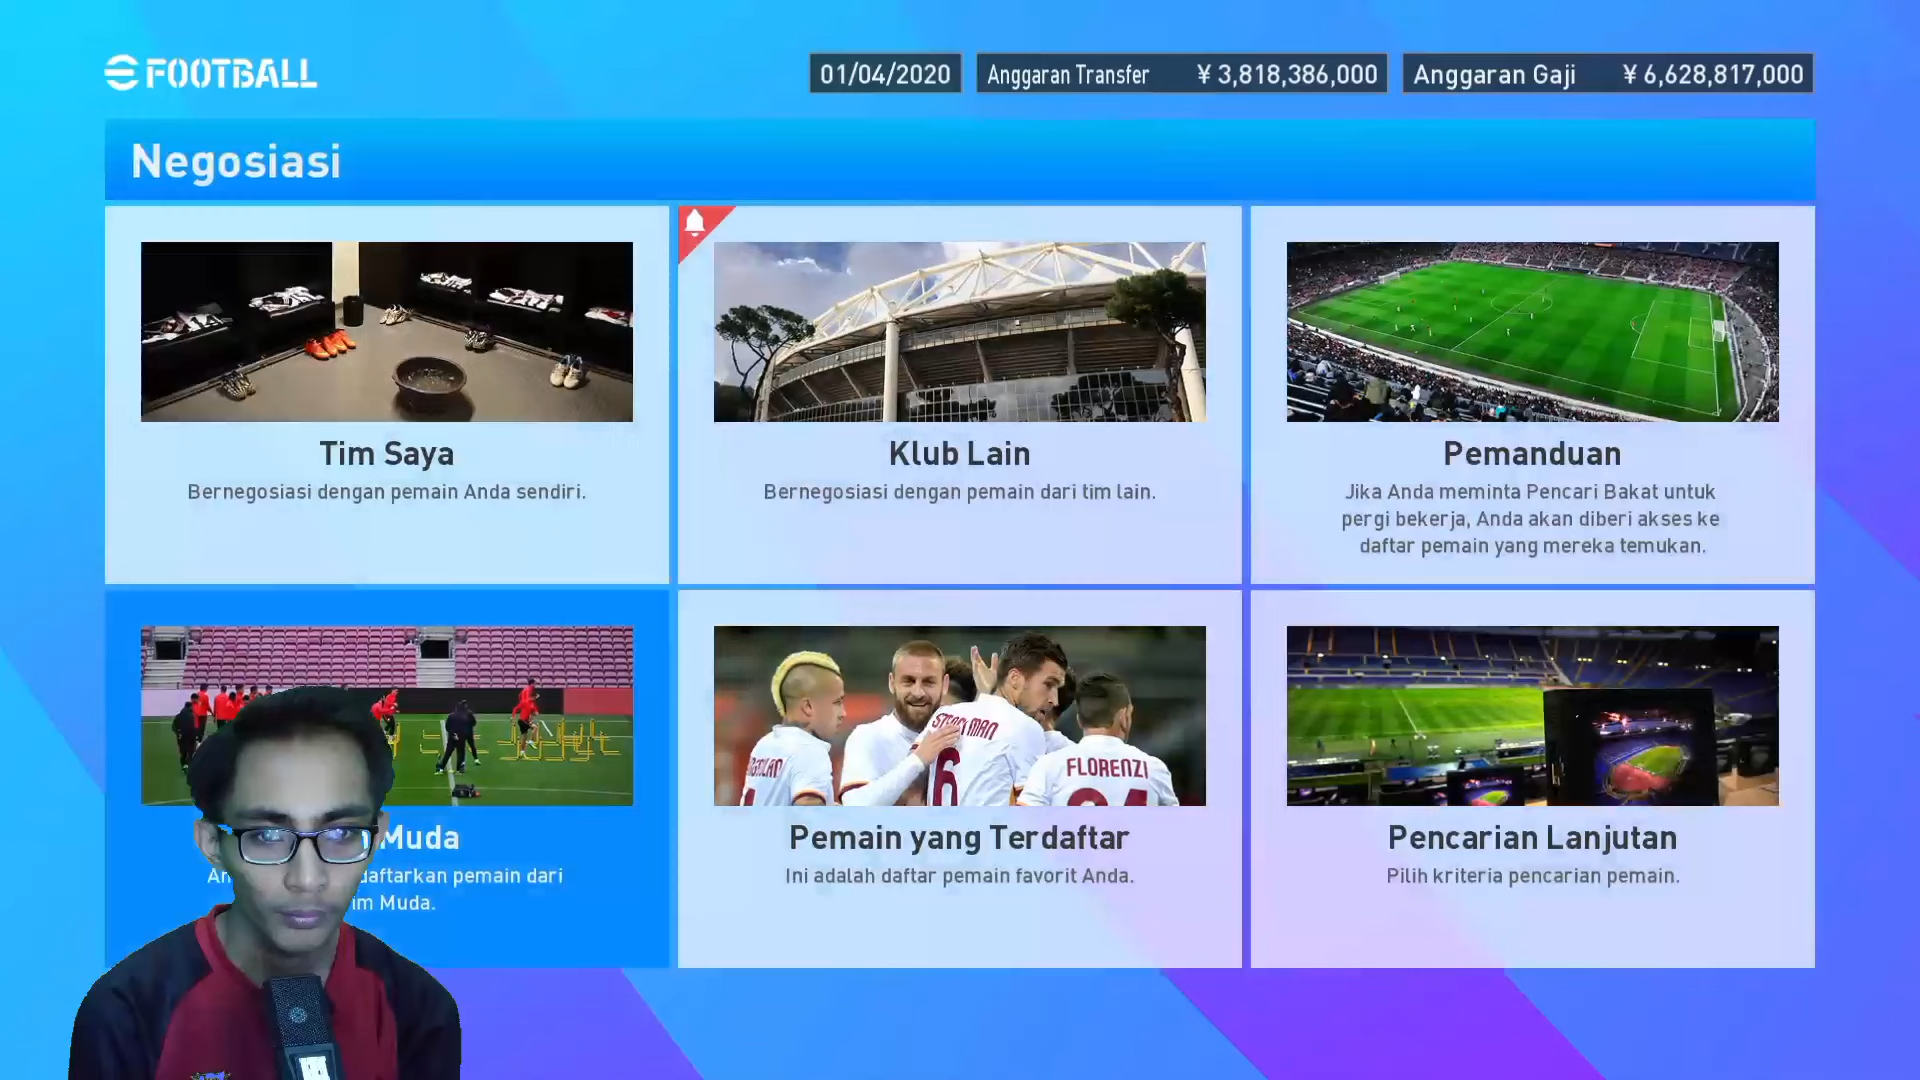 FOOTBALL
01/04/2020
Anggaran Transfer ¥ 3,818,386,000
Anggaran Gaji ¥ 6,628,817,000
Negosiasi
Tim Saya
Bernegosiasi dengan pemain Anda sendiri.
Klub Lain
Bernegosiasi dengan pemain dari tim lain.
Pemanduan
Jika Anda meminta Pencari Bakat untuk
pergi bekerja, Anda akan diberi akses ke
daftar pemain yang mereka temukan.
Muda
pemain dari
Muda.
6
FLORENZI
Pemain yang Terdaftar
Ini adalah daftar pemain favorit Anda.
Pencarian Lanjutan
Pilih kriteria pencarian pemain.